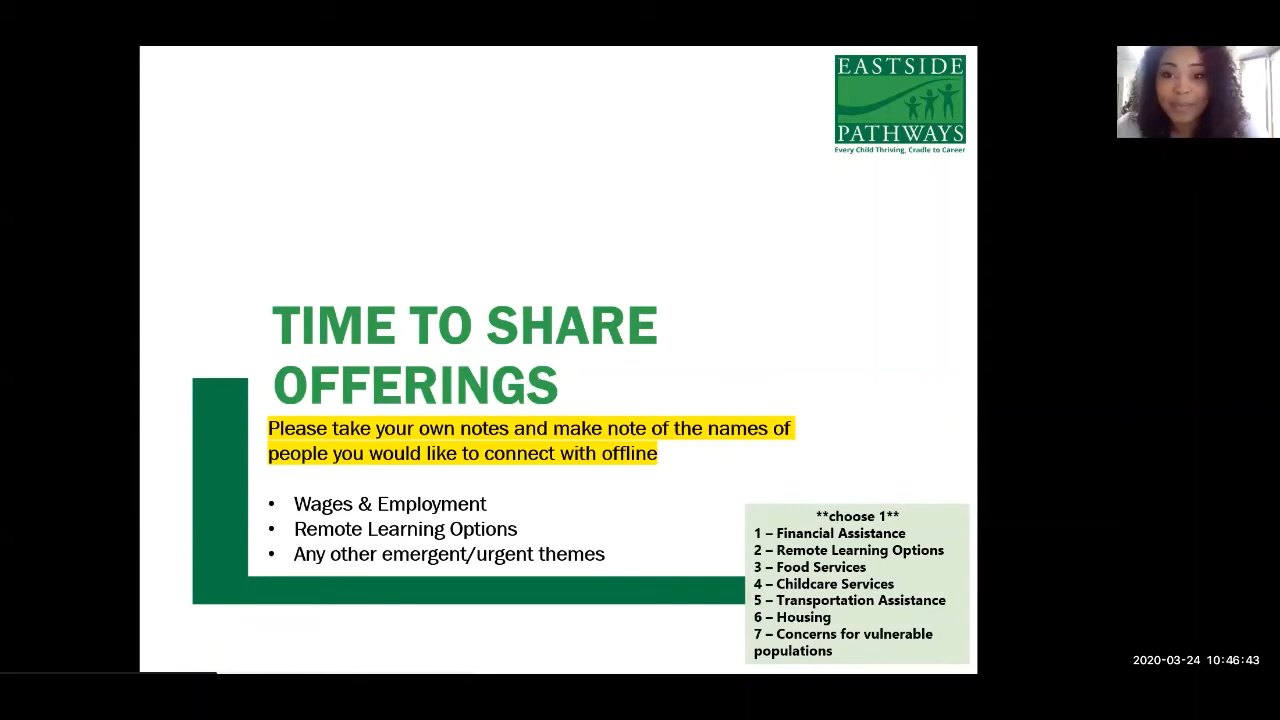 EASTSIDE
PATHWAYS
Every Child Thriving, Cradle to Career
TIME TO SHARE
OFFERINGS
Please take your own notes and make note of the names of
people you would like to connect with offline
• Wages & Employment
• Remote Learning Options
• Any other emergent/urgent themes
**choose 1**
1 – Financial Assistance
2 – Remote Learning Options
3 – Food Services
4 – Childcare Services
5 – Transportation Assistance
6 – Housing
7 – Concerns for vulnerable
populations
2020-03-24 10:46:43